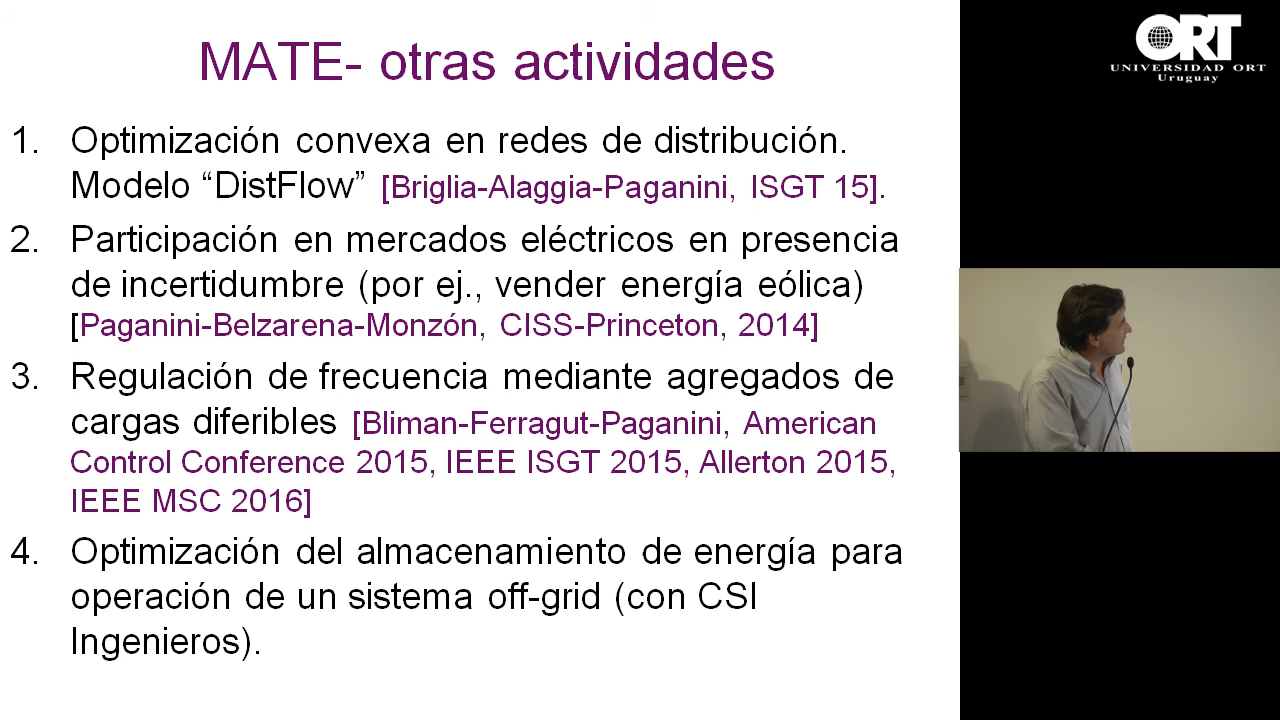 MATE- otras actividades
1. Optimización convexa en redes de distribución.
Modelo “DistFlow” [Briglia-Alaggia-Paganini, ISGT 15].
2. Participación en mercados eléctricos en presencia
de incertidumbre (por ej., vender energía eólica)
[Paganini-Belzarena-Monzón, CISS-Princeton, 2014]
3. Regulación de frecuencia mediante agregados de
cargas diferibles [Bliman-Ferragut-Paganini, American
Control Conference 2015, IEEE ISGT 2015, Allerton 2015,
IEEE MSC 2016]
4. Optimización del almacenamiento de energía para
operación de un sistema off-grid (con CSI
Ingenieros).
ORT
UNIVERSIDAD ORT
Uruguay